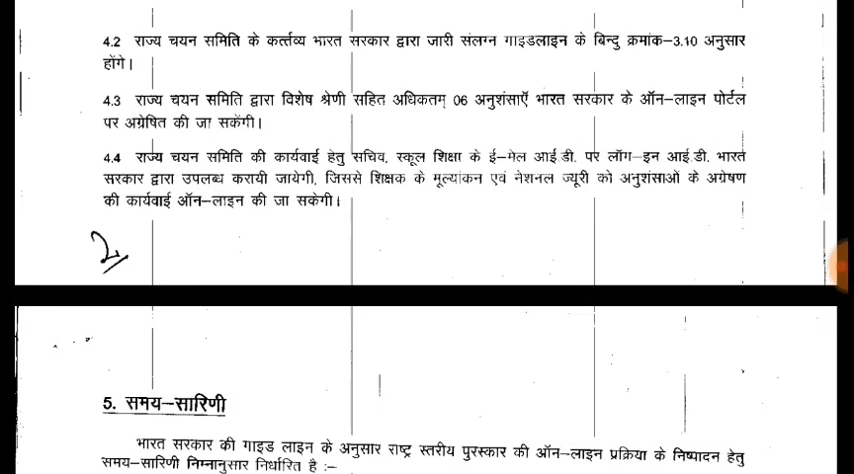 4.2 राज्य चयन समिति के कर्त्तव्य भारत सरकार द्वारा जारी संलग्न गाइडलाइन के बिन्दु क्रमांक–3.10 अनुसार
होंगे।
4.3 राज्य चयन समिति द्वारा विशेष श्रेणी सहित अधिकतम् 06 अनुशंसाऍ भारत सरकार के ऑन–लाइन पोर्टल
पर अग्रेषित की जा सकेंगी।
4.4 राज्य चयन समिति की कार्यवाई हेतु सचिव, स्कूल शिक्षा के ई–मेल आई.डी. पर लॉग–इन आई.डी. भारत
सरकार द्वारा उपलब्ध करायी जायेगी, जिससे शिक्षक के मूल्यांकन एवं नेशनल ज्यूरी को अनुशंसाओं के अग्रेषण
की कार्यवाई ऑन–लाइन की जा सकेगी।
5. समय–सारिणी
भारत सरकार की गाइड लाइन के अनुसार राष्ट्र स्तरीय पुरस्कार की ऑन–लाइन प्रक्रिया के निष्पादन हेतु
समय–सारिणी निम्नानुसार निर्धारित है :–